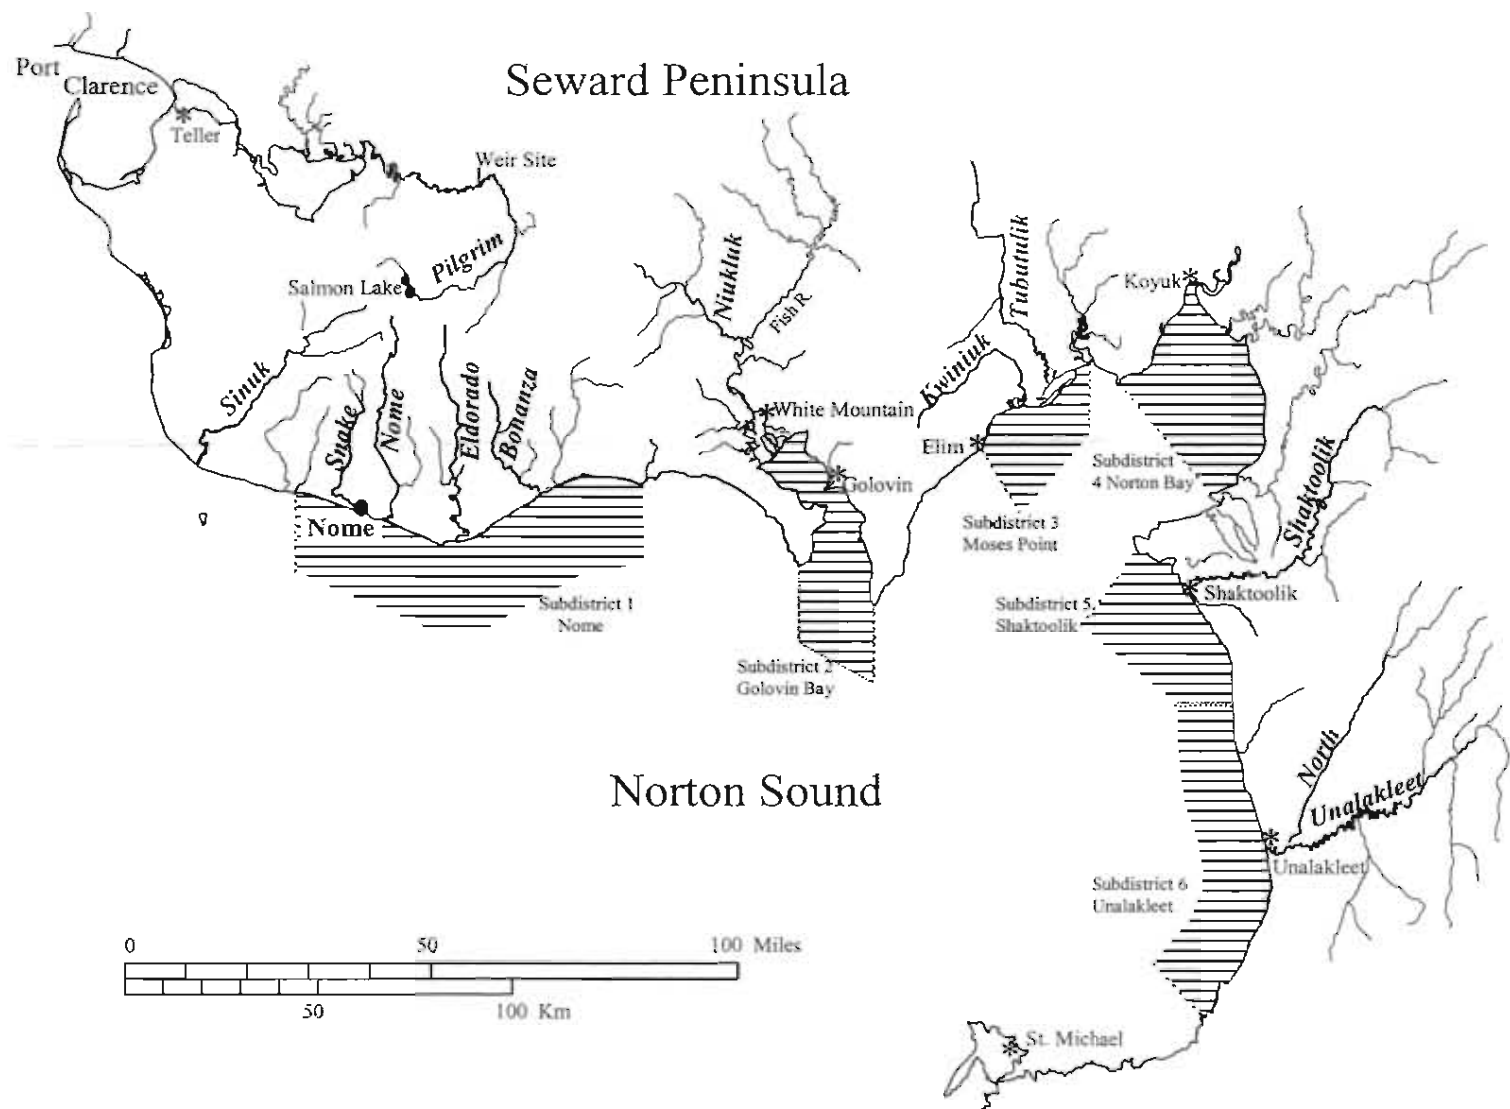 Seward Peninsula
Port
Clarence
Teller
Weir Site
Pilgrim
Salmon Lake
Sinuk
Snake
Nome
Eldorado
Bonanza
Niukluk
Fish R.
Tubutulik
Koyuk
Kwiniuk
White Mountain
Elim
Golovin
Subdistrict
4 Norton Bay
Shaktoolik
Nome
Subdistrict 3
Moses Point
Subdistrict 1
Nome
Subdistrict 5,
Shaktoolik
Shaktoolik
Subdistrict 2
Golovin Bay
Norton Sound
North
Unalakleet
Unalakleet
Subdistrict 6
Unalakleet
0 50 100 Miles
50 100 Km
St. Michael